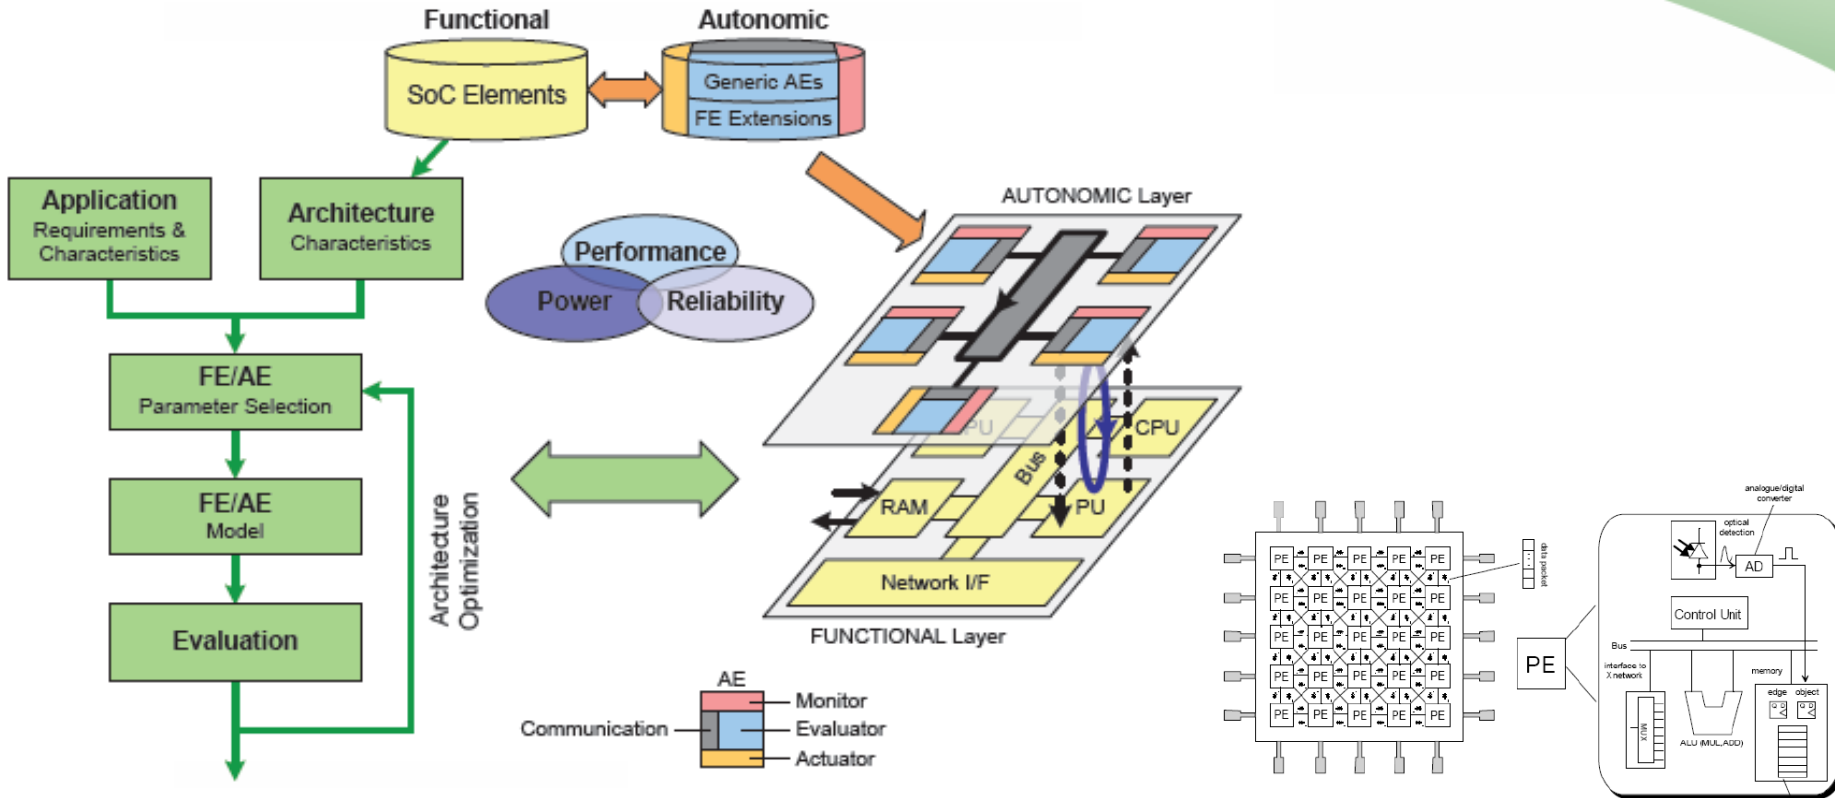 Functional
Autonomic
SoC Elements
Generic AEs
FE Extensions
Application
Requirements &
Characteristics
Architecture
Characteristics
Performance
Power
Reliability
AUTONOMIC Layer
FE/AE
Parameter Selection
FE/AE
Model
Evaluation
Architecture
Optimization
PU
CPU
Bus
RAM
PU
Network I/F
FUNCTIONAL Layer
AE
Monitor
Communication
Evaluator
Actuator
PE PE PE PE PE
PE PE PE PE PE
PE PE PE PE PE
PE PE PE PE PE
PE PE PE PE PE
data packet
PE
analogue/digital
converter
optical
detection
AD
Control Unit
Bus
interface to
X network
memory
edge object
MUX
ALU (MUL,ADD)